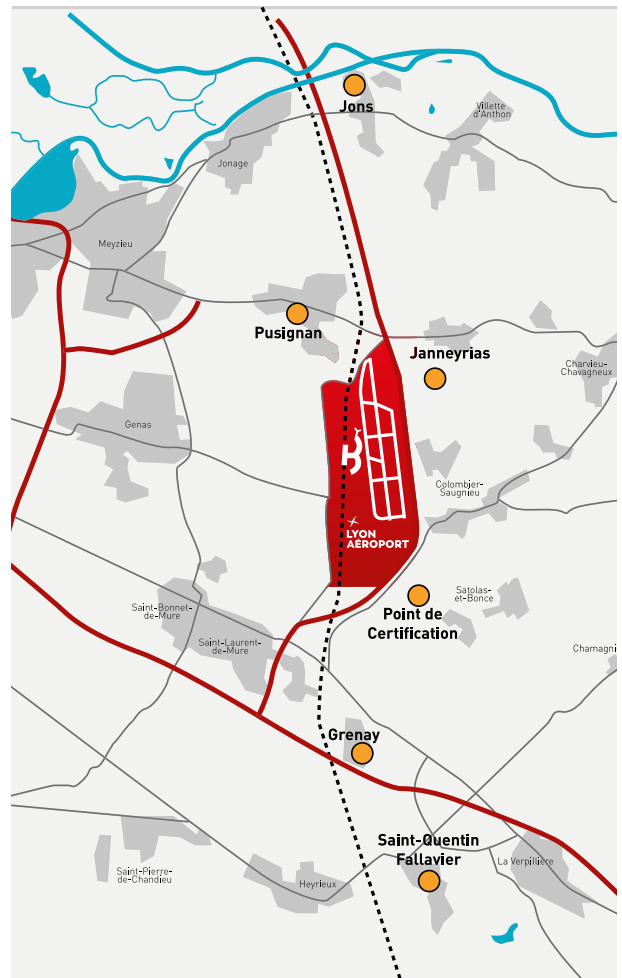 Jons
Villette
d'Anthon
Jonage
Meyzieu
Pusignan
Janneyrias
Charvieu-
Chavagneux
Genas
Colombier-
Saugnieu
LYON
AÉROPORT
Satolas-
et-Bonce
Point de
Certification
Saint-Bonnet-
de-Mure
Saint-Laurent-
de-Mure
Chamagni
Grenay
Saint-Quentin
Fallavier
La Verpillière
Saint-Pierre-
de-Chandieu
Heyrieux